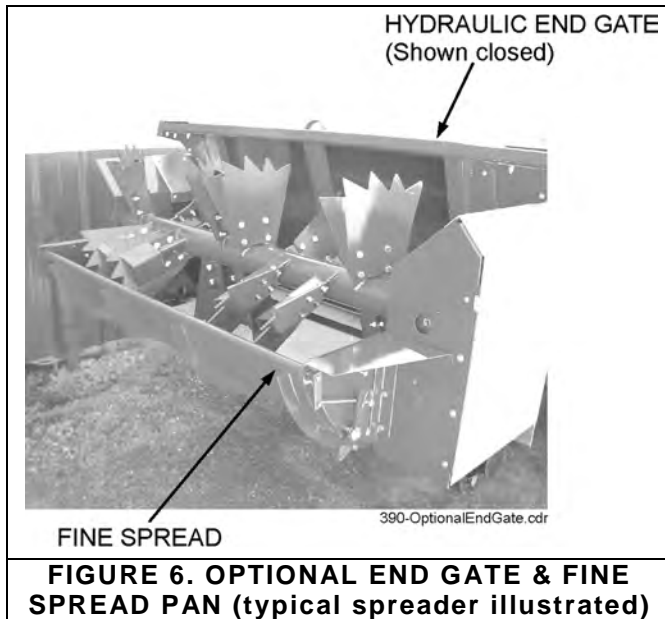 HYDRAULIC END GATE
(Shown closed)
FINE SPREAD
390-OptionalEndGate.cdr
FIGURE 6. OPTIONAL END GATE & FINE
SPREAD PAN (typical spreader illustrated)